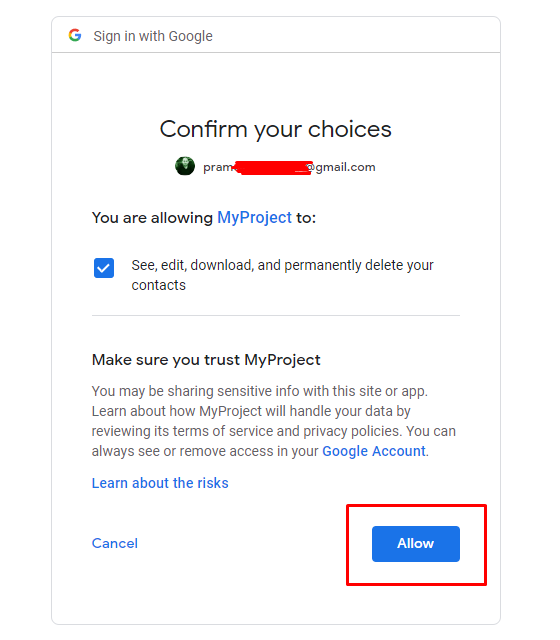 Sign in with Google
Confirm your choices
pram @gmail.com
You are allowing MyProject to:
See, edit, download, and permanently delete your
contacts
Make sure you trust MyProject
You may be sharing sensitive info with this site or app.
Learn about how MyProject will handle your data by
reviewing its terms of service and privacy policies. You can
always see or remove access in your Google Account.
Learn about the risks
Cancel
Allow